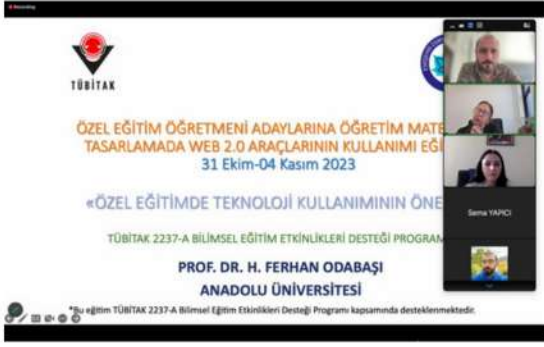 Recording
TÜBİTAK
ÖZEL EĞİTİM ÖĞRETMENİ ADAYLARINA ÖĞRETİM MATE
TASARLAMADA WEB 2.0 ARAÇLARININ KULLANIMI EĞİ
31 Ekim-04 Kasım 2023
«ÖZEL EĞİTİMDE TEKNOLOJİ KULLANIMININ ÖNE
TÜBİTAK 2237-A BİLİMSEL EĞİTİM ETKİNLİKLERİ DESTEĞİ PROGRAM
Sema YAPICI
PROF. DR. H. FERHAN ODABAŞI
ANADOLU ÜNİVERSİTESİ
*Bu eğitim TÜBİTAK 2237-A Bilimsel Eğitim Etkinlikleri Desteği Programı kapsamında desteklenmektedir.